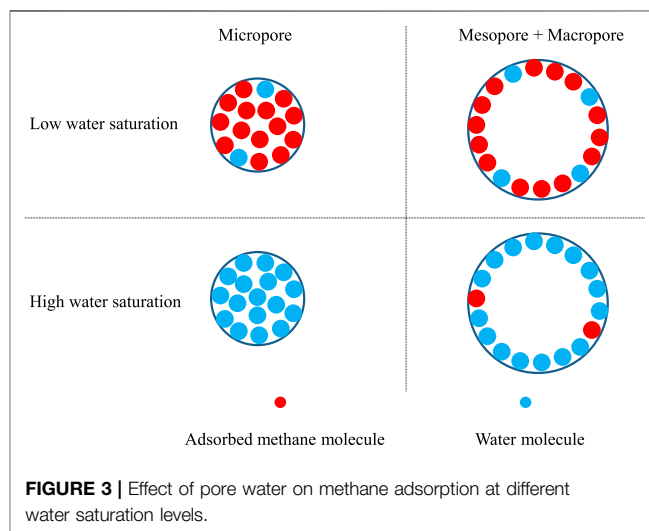 Micropore
Mesopore + Macropore
Low water saturation
High water saturation
Adsorbed methane molecule
Water molecule
FIGURE 3 | Effect of pore water on methane adsorption at different
water saturation levels.